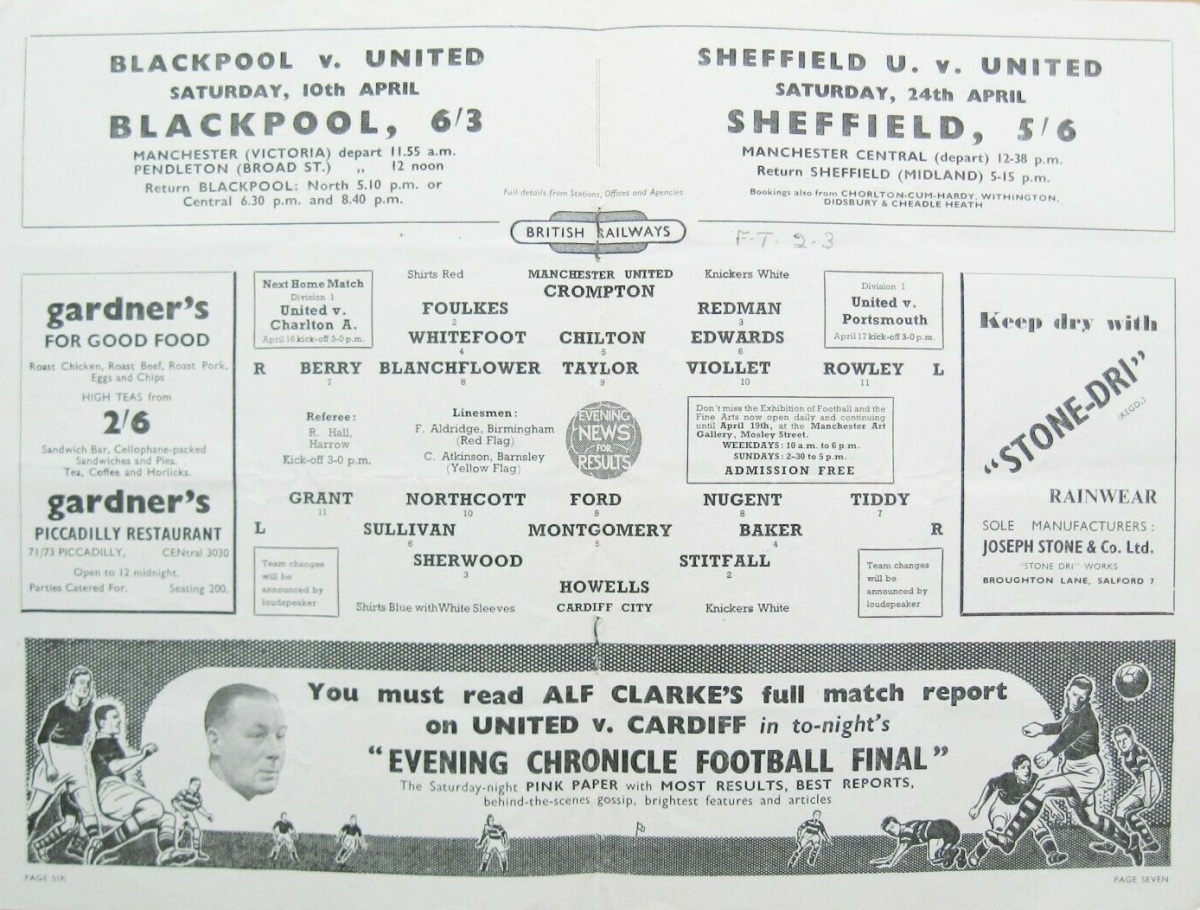 BLACKPOOL v. UNITED
SATURDAY, 10th APRIL
BLACKPOOL, 6/3
MANCHESTER (VICTORIA) depart 11.55 a.m.
PENDLETON (BROAD ST.) ,, 12 noon
Return BLACKPOOL: North 5.10 p.m. or
Central 6.30 p.m. and 8.40 p.m.
SHEFFIELD U. v. UNITED
SATURDAY, 24th APRIL
SHEFFIELD, 5/6
MANCHESTER CENTRAL (depart) 12-38 p.m.
Return SHEFFIELD (MIDLAND) 5-15 p.m.
Bookings also from CHORLTON-CUM-HARDY, WITHINGTON,
DIDSBURY & CHEADLE HEATH
Full details from Stations, Offices and Agencies
BRITISH RAILWAYS
F.T. 2-3
gardner's
FOR GOOD FOOD
Roast Chicken, Roast Beef, Roast Pork,
Eggs and Chips
HIGH TEAS from
2/6
Sandwich Bar, Cellophane-packed
Sandwiches and Pies.
Tea, Coffee and Horlicks.
gardner's
PICCADILLY RESTAURANT
71/73 PICCADILLY, CENtral 3030
Open to 12 midnight.
Parties Catered For. Seating 200.
Next Home Match
Division 1
United v.
Charlton A.
April 16 kick-off 3-0 p.m.
Shirts Red MANCHESTER UNITED Knickers White
CROMPTON
FOULKES REDMAN
2 3
WHITEFOOT CHILTON EDWARDS
4 5 6
R BERRY BLANCHFLOWER TAYLOR VIOLLET ROWLEY L
7 8 9 10 11
Division 1
United v.
Portsmouth
April 17 kick-off 3-0 p.m.
Referee:
R. Hall,
Harrow
Kick-off 3-0 p.m.
Linesmen:
F. Aldridge, Birmingham
(Red Flag)
C. Atkinson, Barnsley
(Yellow Flag)
EVENING
NEWS
FOR
RESULTS
Don't miss the Exhibition of Football and the
Fine Arts now open daily and continuing
until April 19th, at the Manchester Art
Gallery, Mosley Street.
WEEKDAYS: 10 a.m. to 6 p.m.
SUNDAYS: 2-30 to 5 p.m.
ADMISSION FREE
GRANT NORTHCOTT FORD NUGENT TIDDY
11 10 9 8 7
L SULLIVAN MONTGOMERY BAKER R
6 5 4
SHERWOOD STITFALL
3 2
HOWELLS
Shirts Blue with White Sleeves CARDIFF CITY Knickers White
Team changes
will be
announced by
loudspeaker
Team changes
will be
announced by
loudspeaker
Keep dry with
"STONE-DRI"
(REGD.)
RAINWEAR
SOLE MANUFACTURERS:
JOSEPH STONE & Co. Ltd.
"STONE DRI" WORKS
BROUGHTON LANE, SALFORD 7
You must read ALF CLARKE'S full match report
on UNITED v. CARDIFF in to-night's
"EVENING CHRONICLE FOOTBALL FINAL"
The Saturday-night PINK PAPER with MOST RESULTS, BEST REPORTS,
behind-the-scenes gossip, brightest features and articles
PAGE SIX
PAGE SEVEN